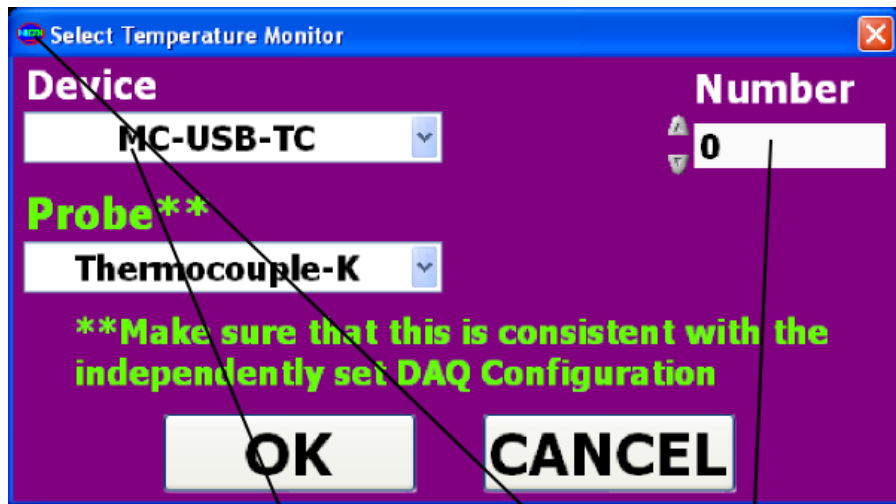 Select Temperature Monitor
Device
Number
MC-USB-TC
0
Probe**
Thermocouple-K
**Make sure that this is consistent with the
independently set DAQ Configuration
OK
CANCEL